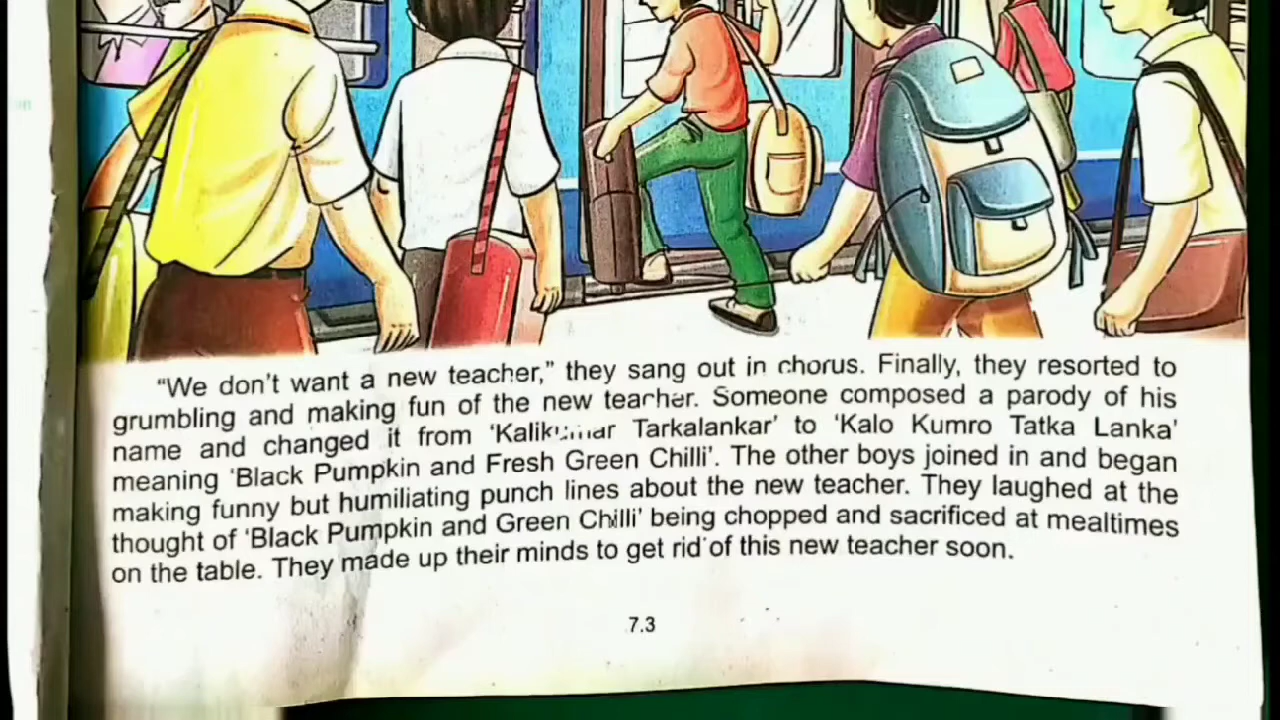 “We don’t want a new teacher,” they sang out in chorus. Finally, they resorted to
grumbling and making fun of the new teacher. Someone composed a parody of his
name and changed it from ‘Kalikumar Tarkalankar’ to ‘Kalo Kumro Tatka Lanka’
meaning ‘Black Pumpkin and Fresh Green Chilli’. The other boys joined in and began
making funny but humiliating punch lines about the new teacher. They laughed at the
thought of ‘Black Pumpkin and Green Chilli’ being chopped and sacrificed at mealtimes
on the table. They made up their minds to get rid of this new teacher soon.
7.3